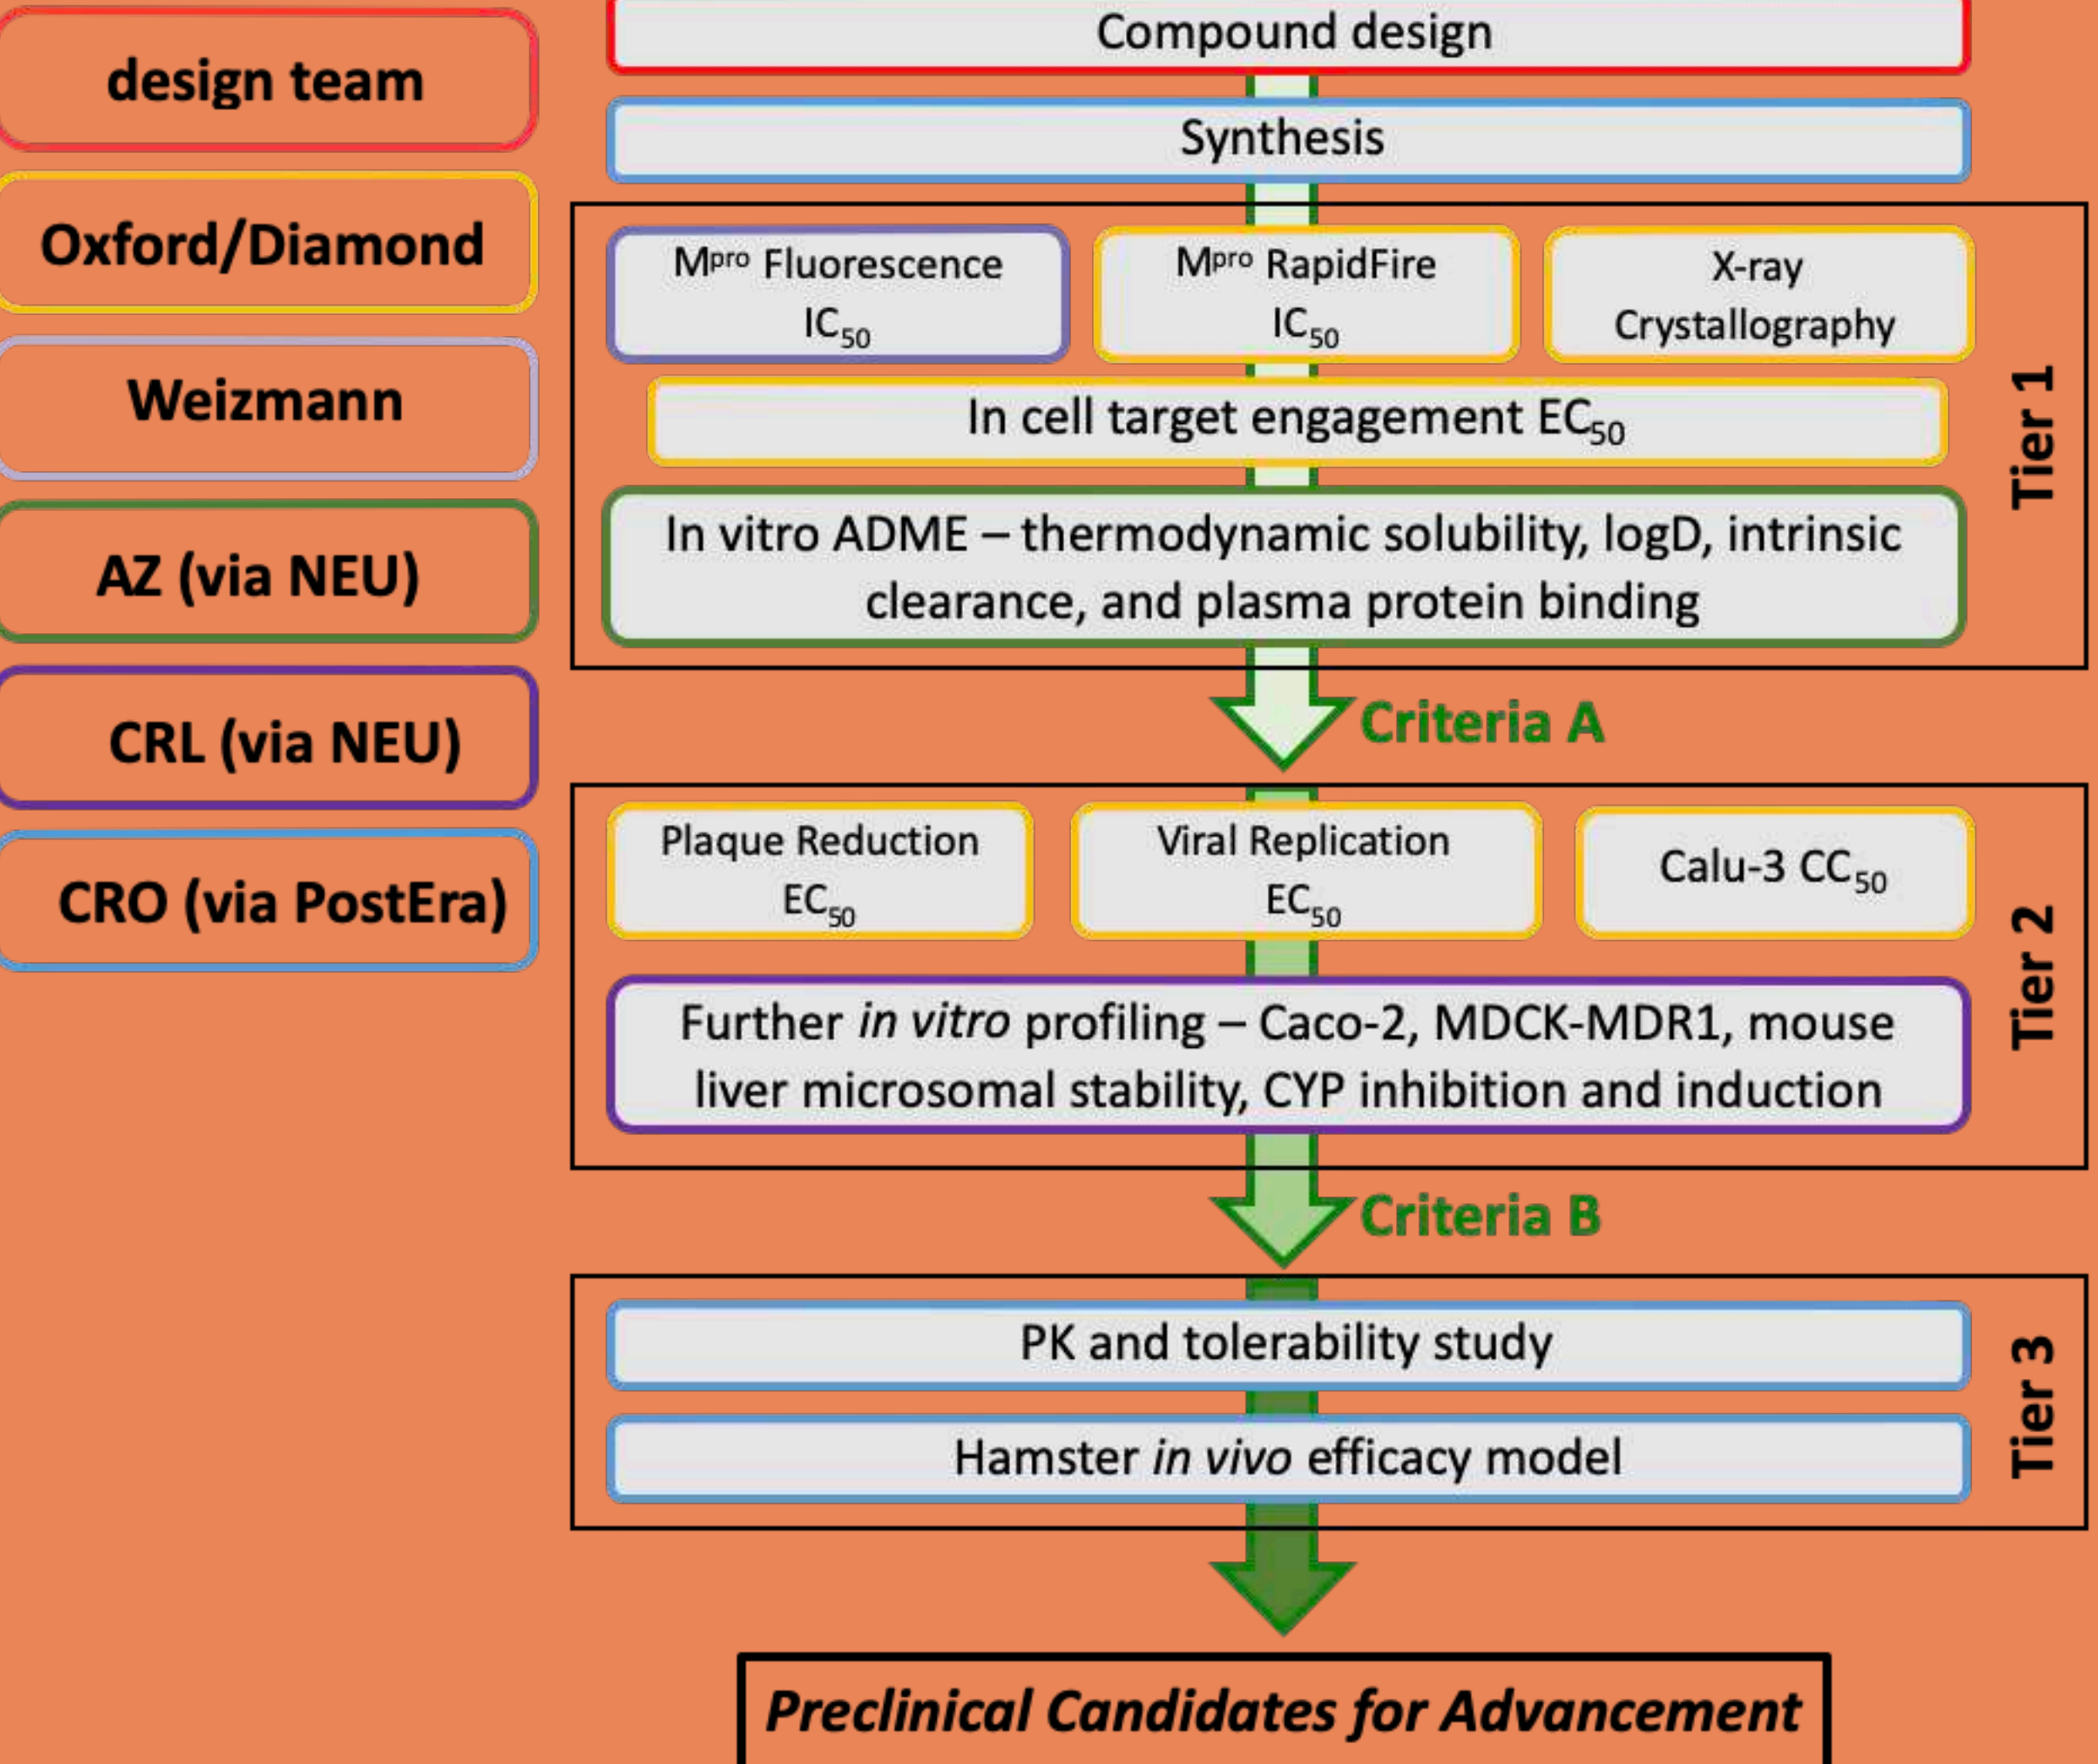 design team
Oxford/Diamond
Weizmann
AZ (via NEU)
CRL (via NEU)
CRO (via PostEra)
Compound design
Synthesis
Mᵖʳᵒ Fluorescence
IC₅₀
Mᵖʳᵒ RapidFire
IC₅₀
X-ray
Crystallography
In cell target engagement EC₅₀
In vitro ADME – thermodynamic solubility, logD, intrinsic
clearance, and plasma protein binding
Tier 1
Criteria A
Plaque Reduction
EC₅₀
Viral Replication
EC₅₀
Calu-3 CC₅₀
Further in vitro profiling – Caco-2, MDCK-MDR1, mouse
liver microsomal stability, CYP inhibition and induction
Tier 2
Criteria B
PK and tolerability study
Hamster in vivo efficacy model
Tier 3
Preclinical Candidates for Advancement